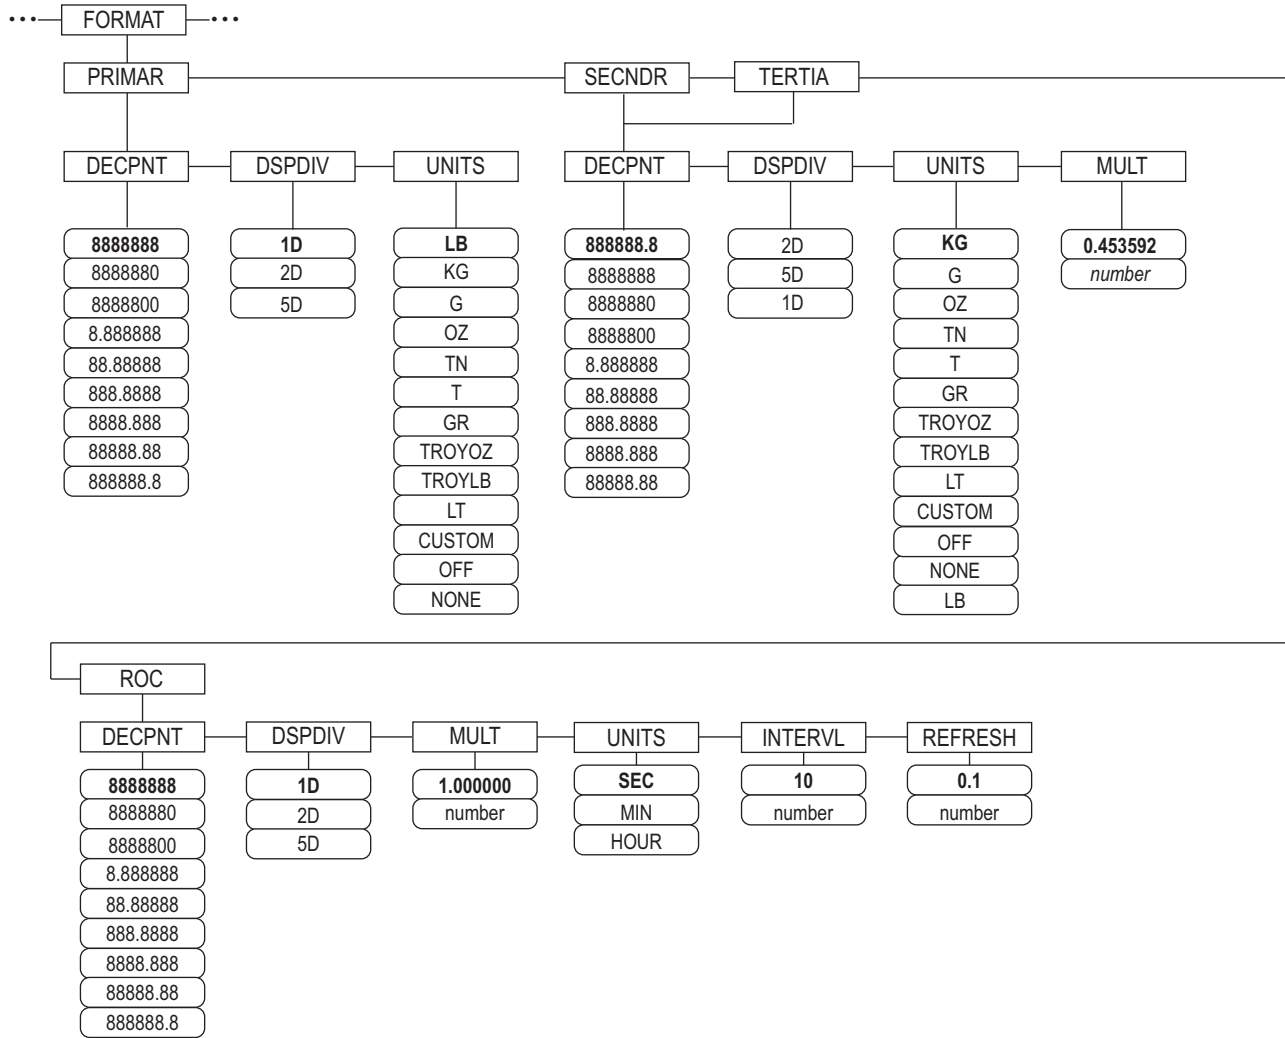 ••• FORMAT •••
PRIMAR SECNDR TERTIA
DECPNT DSPDIV UNITS DECPNT DSPDIV UNITS MULT
8888888 1D LB 888888.8 2D KG 0.453592
8888880 2D KG 8888888 5D G number
8888800 5D G 8888880 1D OZ
8.888888 OZ 8888800 TN
88.88888 TN 8.888888 T
888.8888 T 88.88888 GR
8888.888 GR 888.8888 TROYOZ
88888.88 TROYOZ 8888.888 TROYLB
888888.8 TROYLB 88888.88 LT
LT CUSTOM
CUSTOM OFF
OFF NONE
NONE LB
ROC
DECPNT DSPDIV MULT UNITS INTERVL REFRESH
8888888 1D 1.000000 SEC 10 0.1
8888880 2D number MIN number number
8888800 5D HOUR
8.888888
88.88888
888.8888
8888.888
88888.88
888888.8